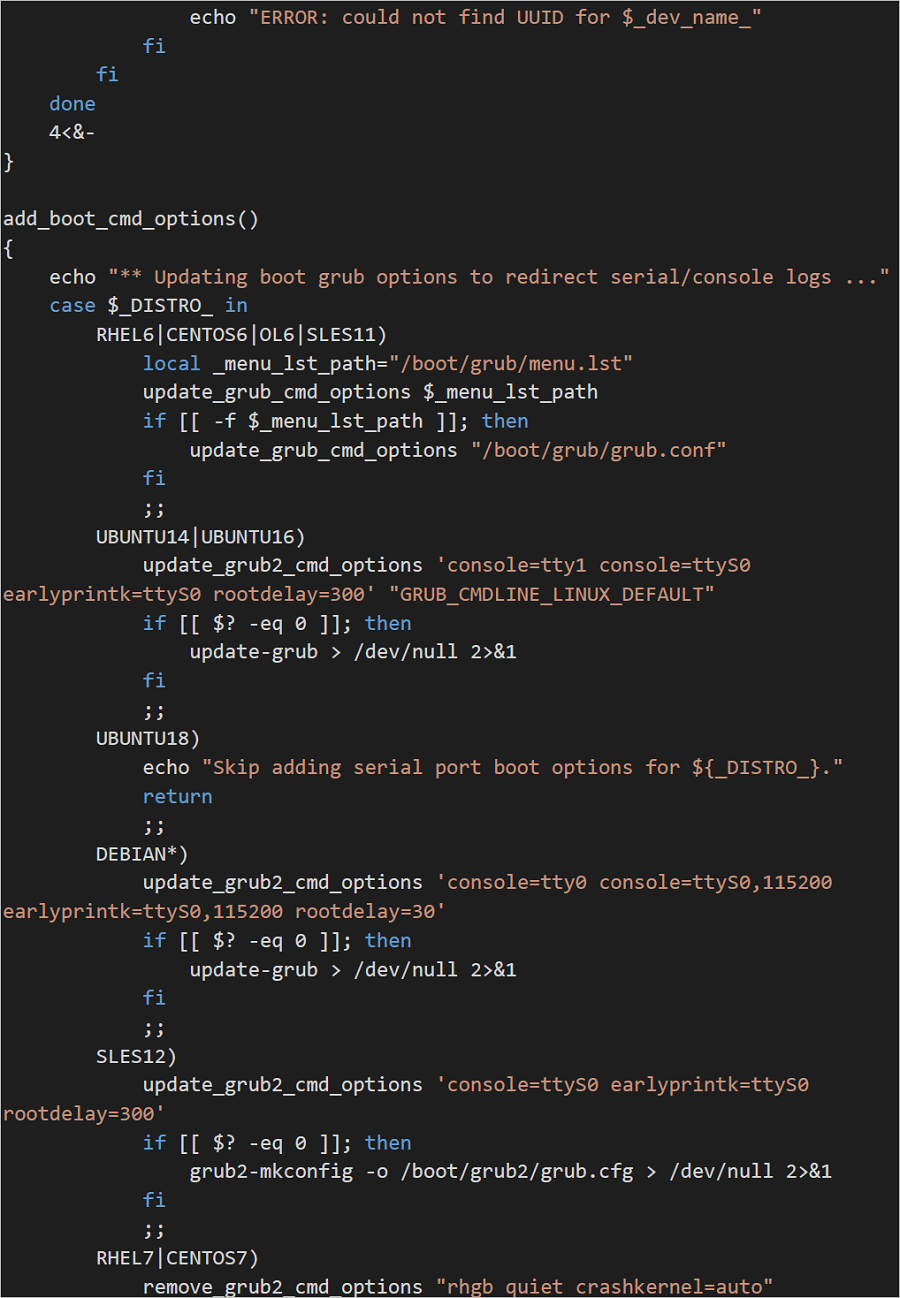 echo "ERROR: could not find UUID for $_dev_name_"
            fi
        fi
    done
    4<&-
}

add_boot_cmd_options()
{
    echo "** Updating boot grub options to redirect serial/console logs ..."
    case $_DISTRO_ in
        RHEL6|CENTOS6|OL6|SLES11)
            local _menu_lst_path="/boot/grub/menu.lst"
            update_grub_cmd_options $_menu_lst_path
            if [[ -f $_menu_lst_path ]]; then
                update_grub_cmd_options "/boot/grub/grub.conf"
            fi
            ;;
        UBUNTU14|UBUNTU16)
            update_grub2_cmd_options 'console=tty1 console=ttyS0
earlyprintk=ttyS0 rootdelay=300' "GRUB_CMDLINE_LINUX_DEFAULT"
            if [[ $? -eq 0 ]]; then
                update-grub > /dev/null 2>&1
            fi
            ;;
        UBUNTU18)
            echo "Skip adding serial port boot options for ${_DISTRO_}."
            return
            ;;
        DEBIAN*)
            update_grub2_cmd_options 'console=tty0 console=ttyS0,115200
earlyprintk=ttyS0,115200 rootdelay=30'
            if [[ $? -eq 0 ]]; then
                update-grub > /dev/null 2>&1
            fi
            ;;
        SLES12)
            update_grub2_cmd_options 'console=ttyS0 earlyprintk=ttyS0
rootdelay=300'
            if [[ $? -eq 0 ]]; then
                grub2-mkconfig -o /boot/grub2/grub.cfg > /dev/null 2>&1
            fi
            ;;
        RHEL7|CENTOS7)
            remove_grub2_cmd_options "rhgb quiet crashkernel=auto"